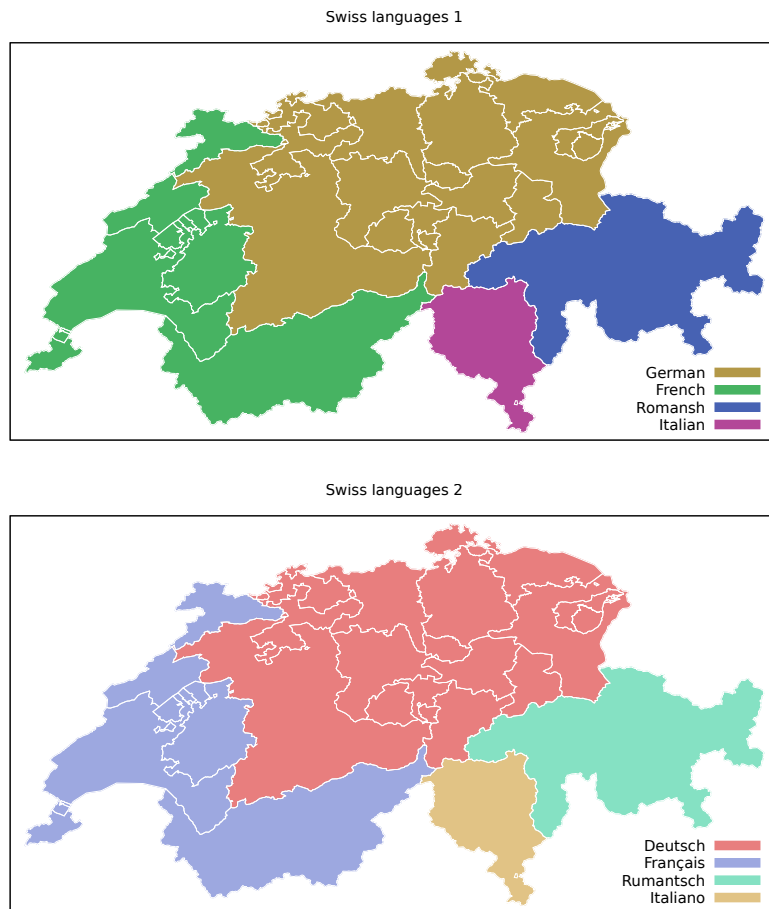 Swiss languages 1
German
French
Romansh
Italian
Swiss languages 2
Deutsch
Français
Rumantsch
Italiano